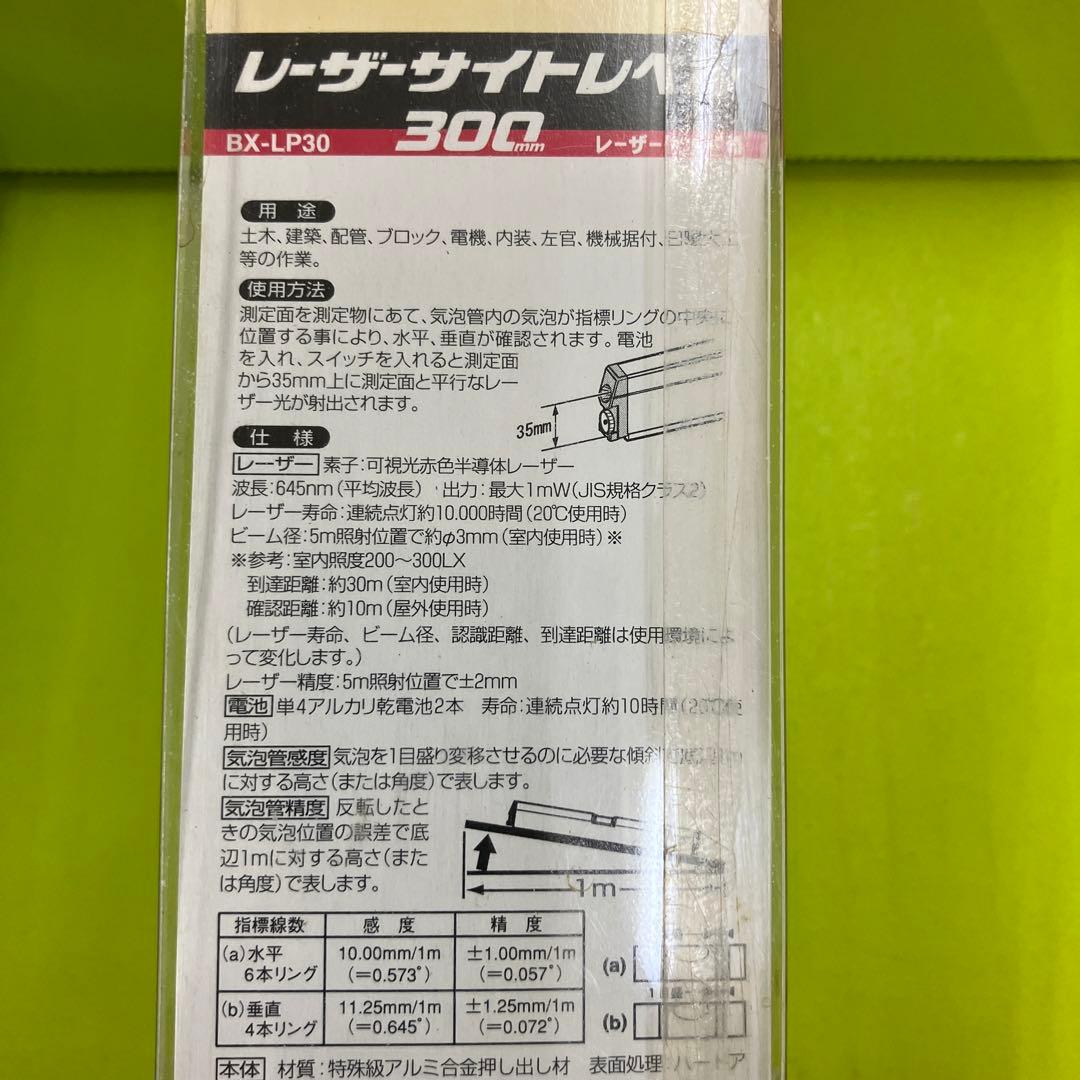 レーザーサイトレベ
BX-LP30 300mm レーザー
用途
土木、建築、配管、ブロック、電機、内装、左官、機械据付、
等の作業。
使用方法
測定面を測定物にあて、気泡管内の気泡が指標リングの中央に
位置する事により、水平、垂直が確認されます。電池
を入れ、スイッチを入れると測定面
から35mm上に測定面と平行なレー
ザー光が射出されます。
35mm
仕様
レーザー 素子:可視光赤色半導体レーザー
波長:645nm(平均波長) 出力:最大1mW(JIS規格クラス2)
レーザー寿命:連続点灯約10.000時間(20℃使用時)
ビーム径:5m照射位置で約φ3mm(室内使用時)※
※参考:室内照度200〜300LX
到達距離:約30m(室内使用時)
確認距離:約10m(屋外使用時)
(レーザー寿命、ビーム径、認識距離、到達距離は使用環境によ
って変化します。)
レーザー精度:5m照射位置で±2mm
電池 単4アルカリ乾電池2本 寿命:連続点灯約10時間(20℃使
用時)
気泡管感度 気泡を1目盛り変移させるのに必要な傾斜
に対する高さ(または角度)で表します。
気泡管精度 反転したと
きの気泡位置の誤差で底
辺1mに対する高さ(また
は角度)で表します。
1m
指標線数 感度 精度
(a)水平 10.00mm/1m ±1.00mm/1m
6本リング (=0.573°) (=0.057°)
(a)
(b)垂直 11.25mm/1m ±1.25mm/1m
4本リング (=0.645°) (=0.072°)
1目盛
(b)
本体 材質:特殊級アルミ合金押し出し材 表面処理:ハードア